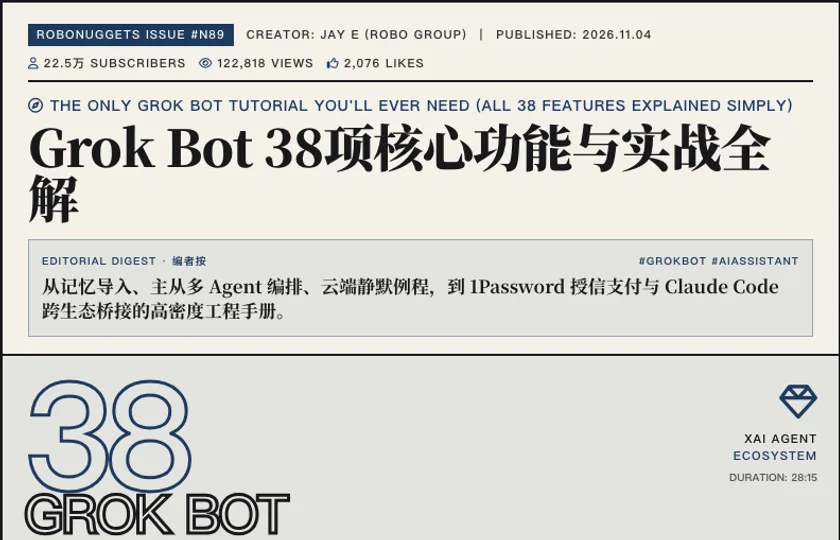 ROBONUGGETS ISSUE #N89 CREATOR: JAY E (ROBO GROUP) | PUBLISHED: 2026.11.04
22.5万 SUBSCRIBERS 122,818 VIEWS 2,076 LIKES
THE ONLY GROK BOT TUTORIAL YOU'LL EVER NEED (ALL 38 FEATURES EXPLAINED SIMPLY)
Grok Bot 38项核心功能与实战全
解
EDITORIAL DIGEST · 编者按 #GROKBOT #AIASSISTANT
从记忆导入、主从多 Agent 编排、云端静默例程，到 1Password 授信支付与 Claude Code
跨生态桥接的高密度工程手册。
38
GROK BOT
XAI AGENT
ECOSYSTEM
DURATION: 28:15